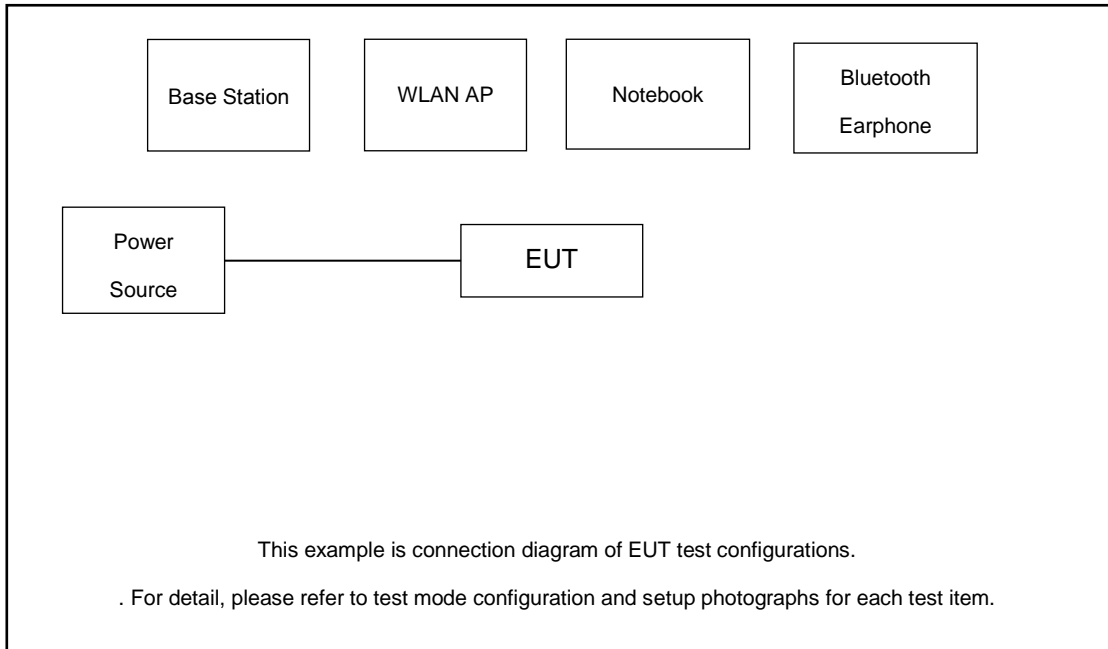 Base Station
WLAN AP
Notebook
Bluetooth
Earphone
Power
Source
EUT
This example is connection diagram of EUT test configurations.
. For detail, please refer to test mode configuration and setup photographs for each test item.